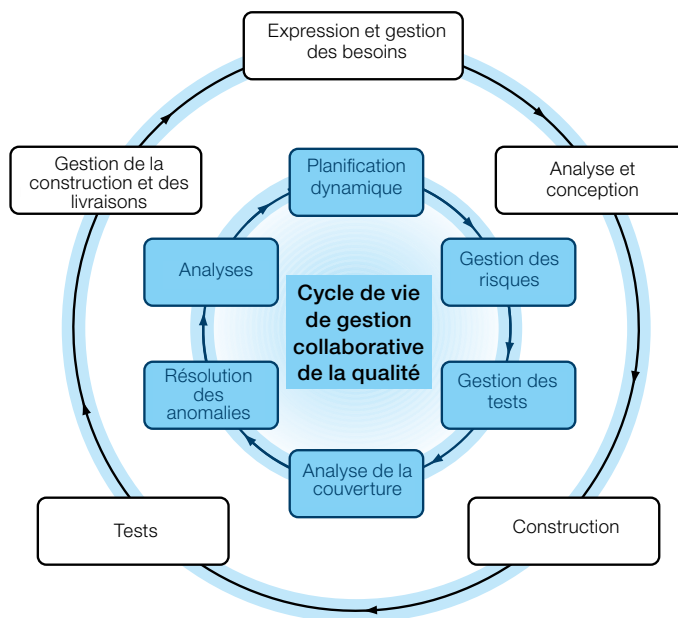 Expression et gestion
des besoins
Gestion de la
construction et des
livraisons
Planification
dynamique
Analyse et
conception
Analyses
Gestion des
risques
Cycle de vie
de gestion
collaborative
de la qualité
Résolution
des
anomalies
Gestion des
tests
Analyse de la
couverture
Tests
Construction